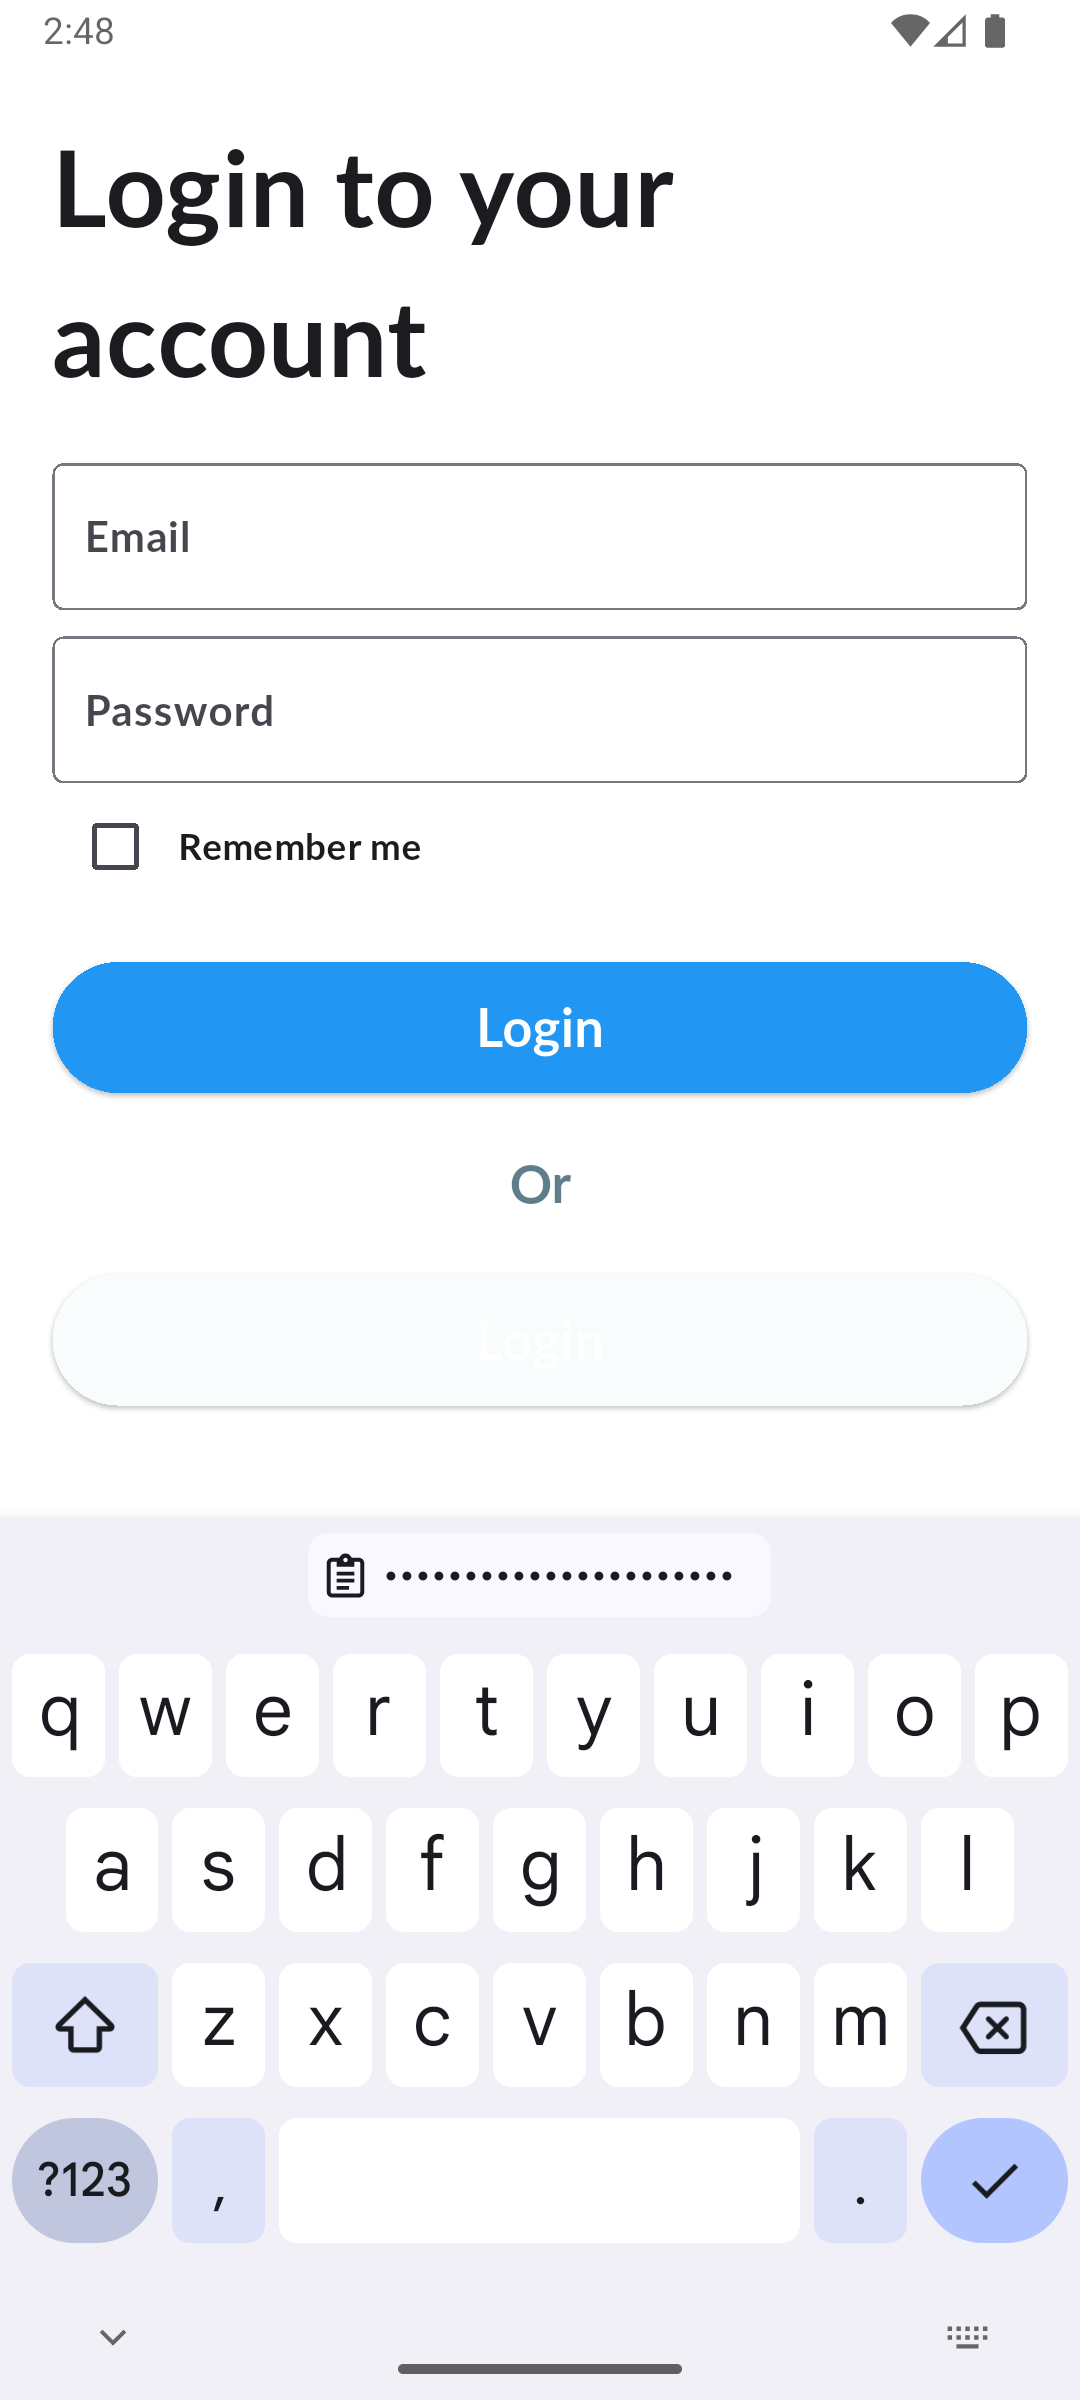 2:48
Login to your
account
Email
Password
Remember me
Login
Or
Login
••••••••••••••••••••••
q w e r t y u i o p
a s d f g h j k l
z x c v b n m
?123 , .